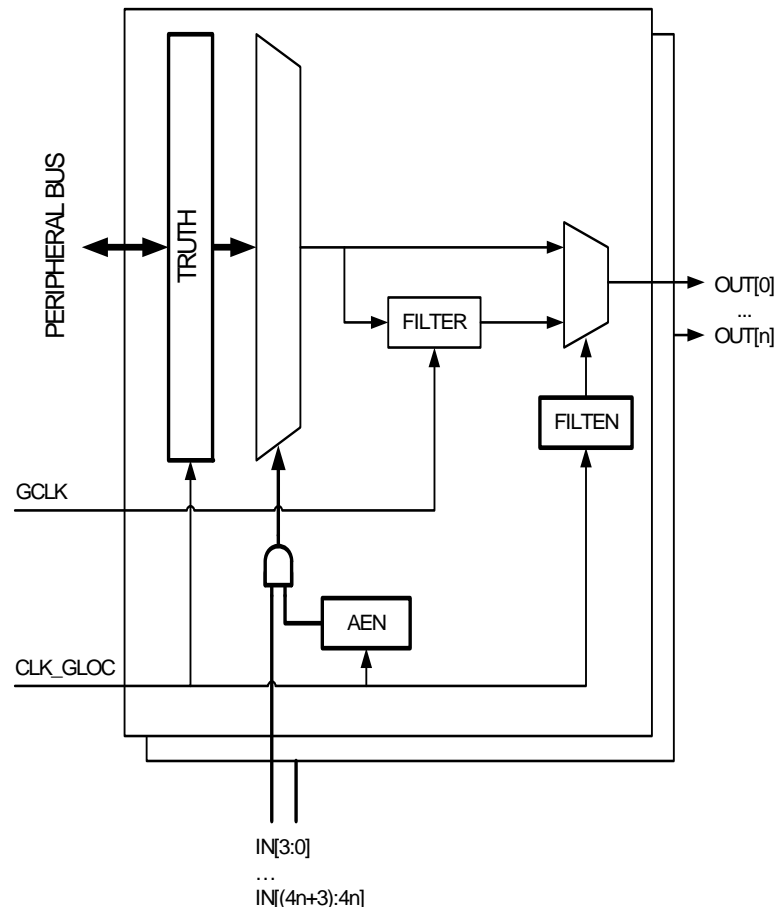 PERIPHERAL BUS
TRUTH
OUT[0]
...
OUT[n]
FILTER
FILTEN
GCLK
AEN
CLK_GLOC
IN[3:0]
...
IN[(4n+3):4n]